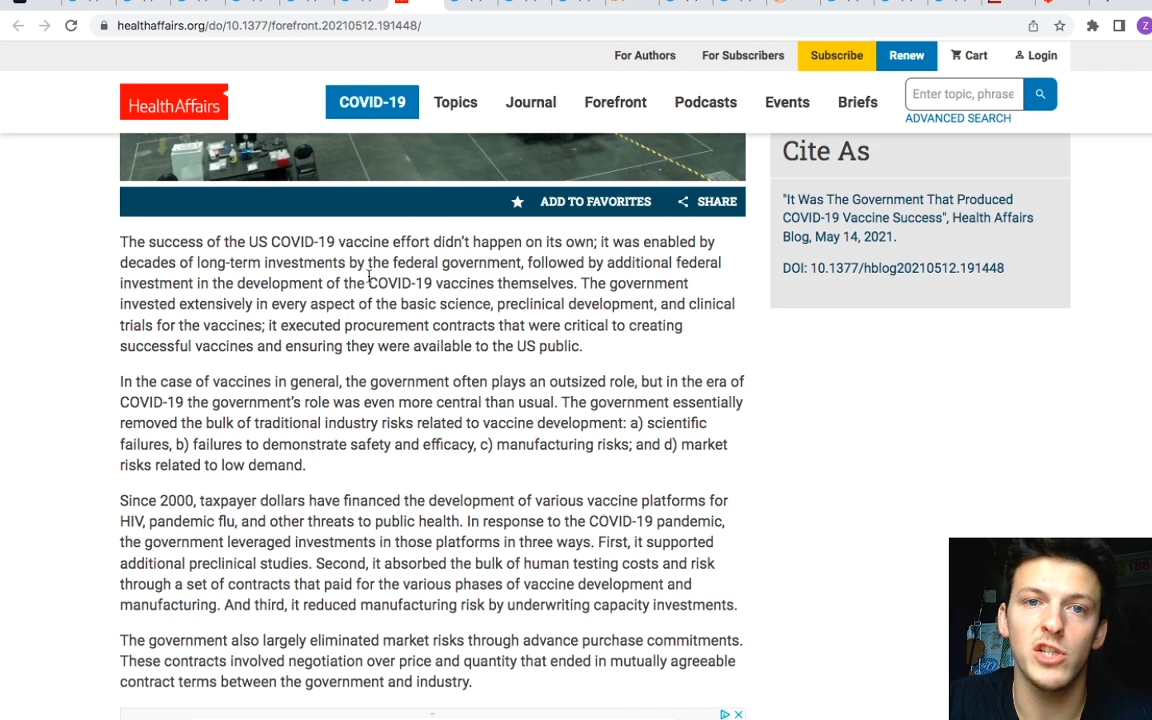 healthaffairs.org/do/10.1377/forefront.20210512.191448/
For Authors For Subscribers Subscribe Renew Cart Login
HealthAffairs COVID-19 Topics Journal Forefront Podcasts Events Briefs Enter topic, phrase
ADVANCED SEARCH
Cite As
"It Was The Government That Produced
COVID-19 Vaccine Success", Health Affairs
Blog, May 14, 2021.
DOI: 10.1377/hblog20210512.191448
ADD TO FAVORITES SHARE
The success of the US COVID-19 vaccine effort didn't happen on its own; it was enabled by
decades of long-term investments by the federal government, followed by additional federal
investment in the development of the COVID-19 vaccines themselves. The government
invested extensively in every aspect of the basic science, preclinical development, and clinical
trials for the vaccines; it executed procurement contracts that were critical to creating
successful vaccines and ensuring they were available to the US public.
In the case of vaccines in general, the government often plays an outsized role, but in the era of
COVID-19 the government's role was even more central than usual. The government essentially
removed the bulk of traditional industry risks related to vaccine development: a) scientific
failures, b) failures to demonstrate safety and efficacy, c) manufacturing risks; and d) market
risks related to low demand.
Since 2000, taxpayer dollars have financed the development of various vaccine platforms for
HIV, pandemic flu, and other threats to public health. In response to the COVID-19 pandemic,
the government leveraged investments in those platforms in three ways. First, it supported
additional preclinical studies. Second, it absorbed the bulk of human testing costs and risk
through a set of contracts that paid for the various phases of vaccine development and
manufacturing. And third, it reduced manufacturing risk by underwriting capacity investments.
The government also largely eliminated market risks through advance purchase commitments.
These contracts involved negotiation over price and quantity that ended in mutually agreeable
contract terms between the government and industry.